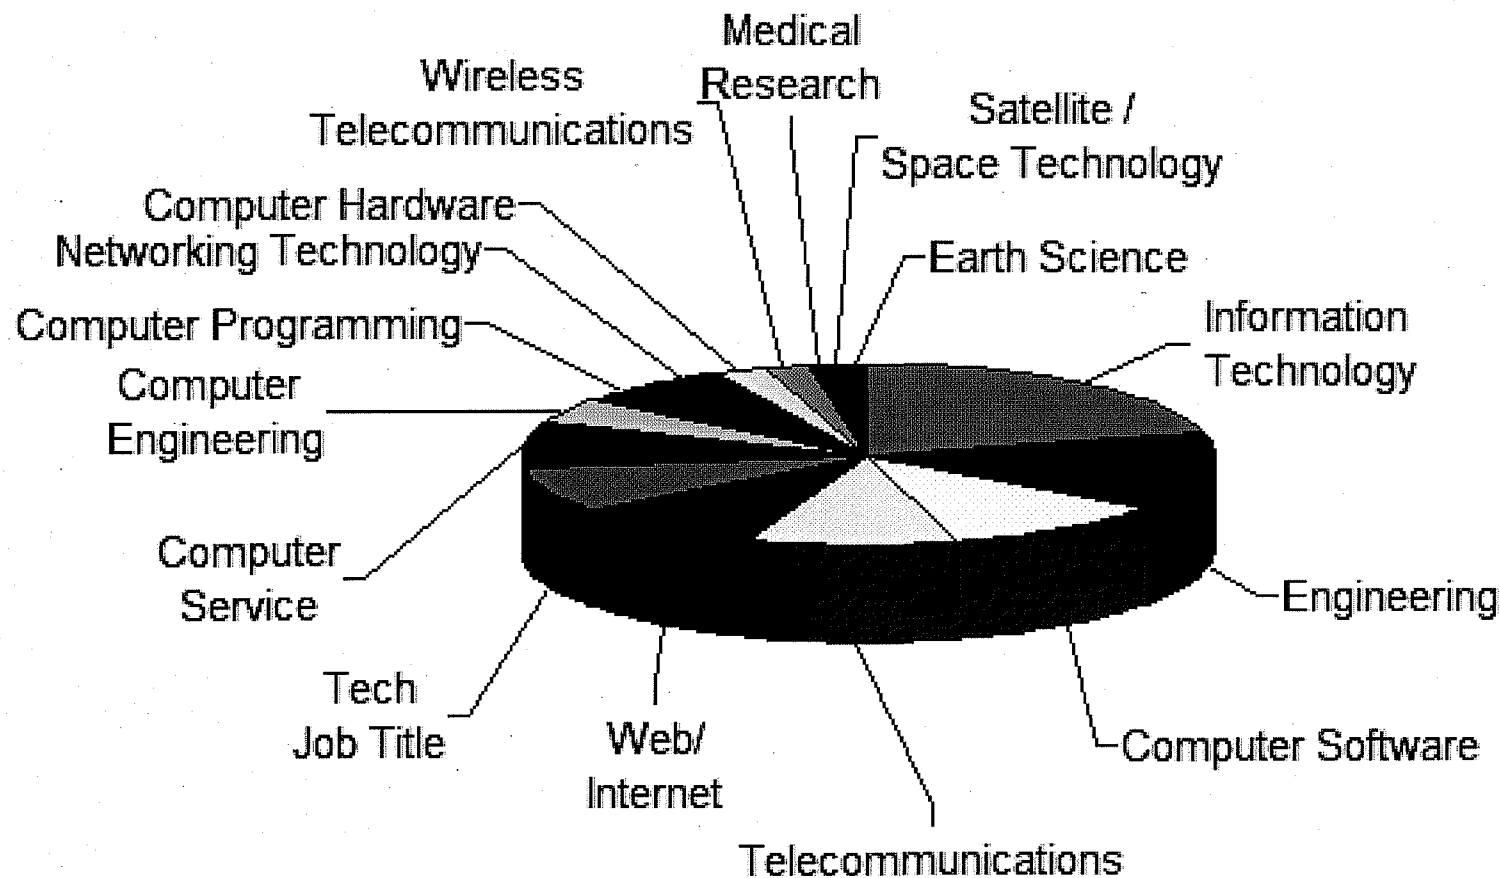 Medical
Research
Wireless
Telecommunications
Satellite /
Space Technology
Computer Hardware
Networking Technology
Earth Science
Computer Programming
Information
Technology
Computer
Engineering
Computer
Service
Engineering
Tech
Job Title
Web/
Internet
Computer Software
Telecommunications